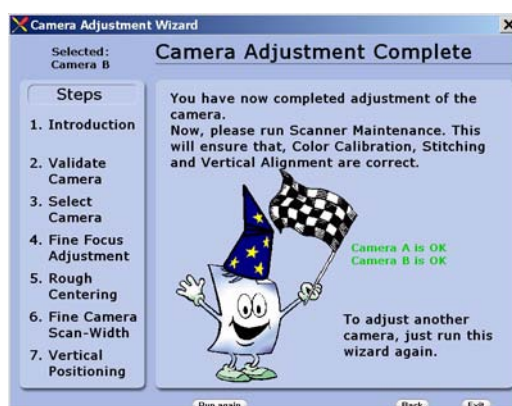 Camera Adjustment Wizard
Selected:
Camera B
Camera Adjustment Complete
Steps
1. Introduction
2. Validate
Camera
3. Select
Camera
4. Fine Focus
Adjustment
5. Rough
Centering
6. Fine Camera
Scan-Width
7. Vertical
Positioning
You have now completed adjustment of the
camera.
Now, please run Scanner Maintenance. This
will ensure that, Color Calibration, Stitching
and Vertical Alignment are correct.
Camera A is OK
Camera B is OK
To adjust another
camera, just run this
wizard again.
Run again
Back
Exit